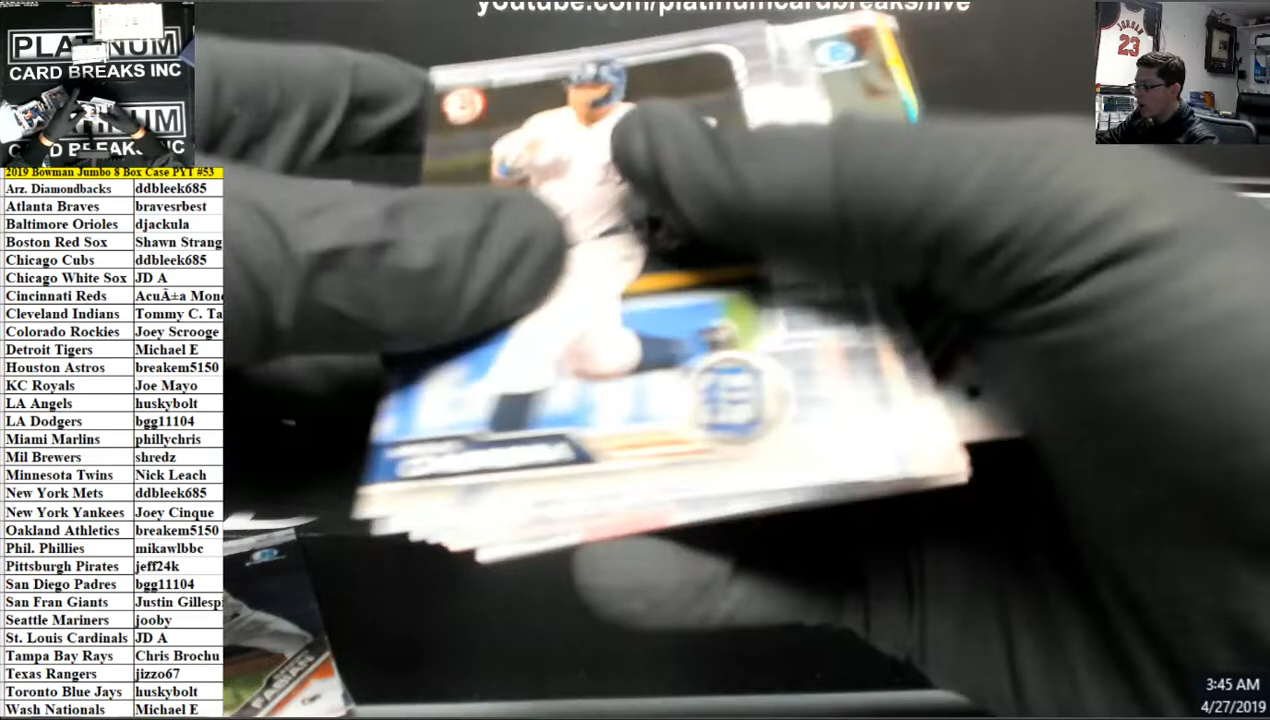 youtube.com/platinumcardbreaks/live
PLATINUM
CARD BREAKS INC
JORDAN
23
2019 Bowman Jumbo 8 Box Case PYT #53
Arz. Diamondbacks ddbleek685
Atlanta Braves bravesrbest
Baltimore Orioles djackula
Boston Red Sox Shawn Strang
Chicago Cubs ddbleek685
Chicago White Sox JD A
Cincinnati Reds AcuÃ±a Mon
Cleveland Indians Tommy C. Ta
Colorado Rockies Joey Scrooge
Detroit Tigers Michael E
Houston Astros breakem5150
KC Royals Joe Mayo
LA Angels huskybolt
LA Dodgers bgg11104
Miami Marlins phillychris
Mil Brewers shredz
Minnesota Twins Nick Leach
New York Mets ddbleek685
New York Yankees Joey Cinque
Oakland Athletics breakem5150
Phil. Phillies mikawlbbc
Pittsburgh Pirates jeff24k
San Diego Padres bgg11104
San Fran Giants Justin Gillesp
Seattle Mariners jooby
St. Louis Cardinals JD A
Tampa Bay Rays Chris Brochu
Texas Rangers jizzo67
Toronto Blue Jays huskybolt
Wash Nationals Michael E
FABIAN
3:45 AM
4/27/2019